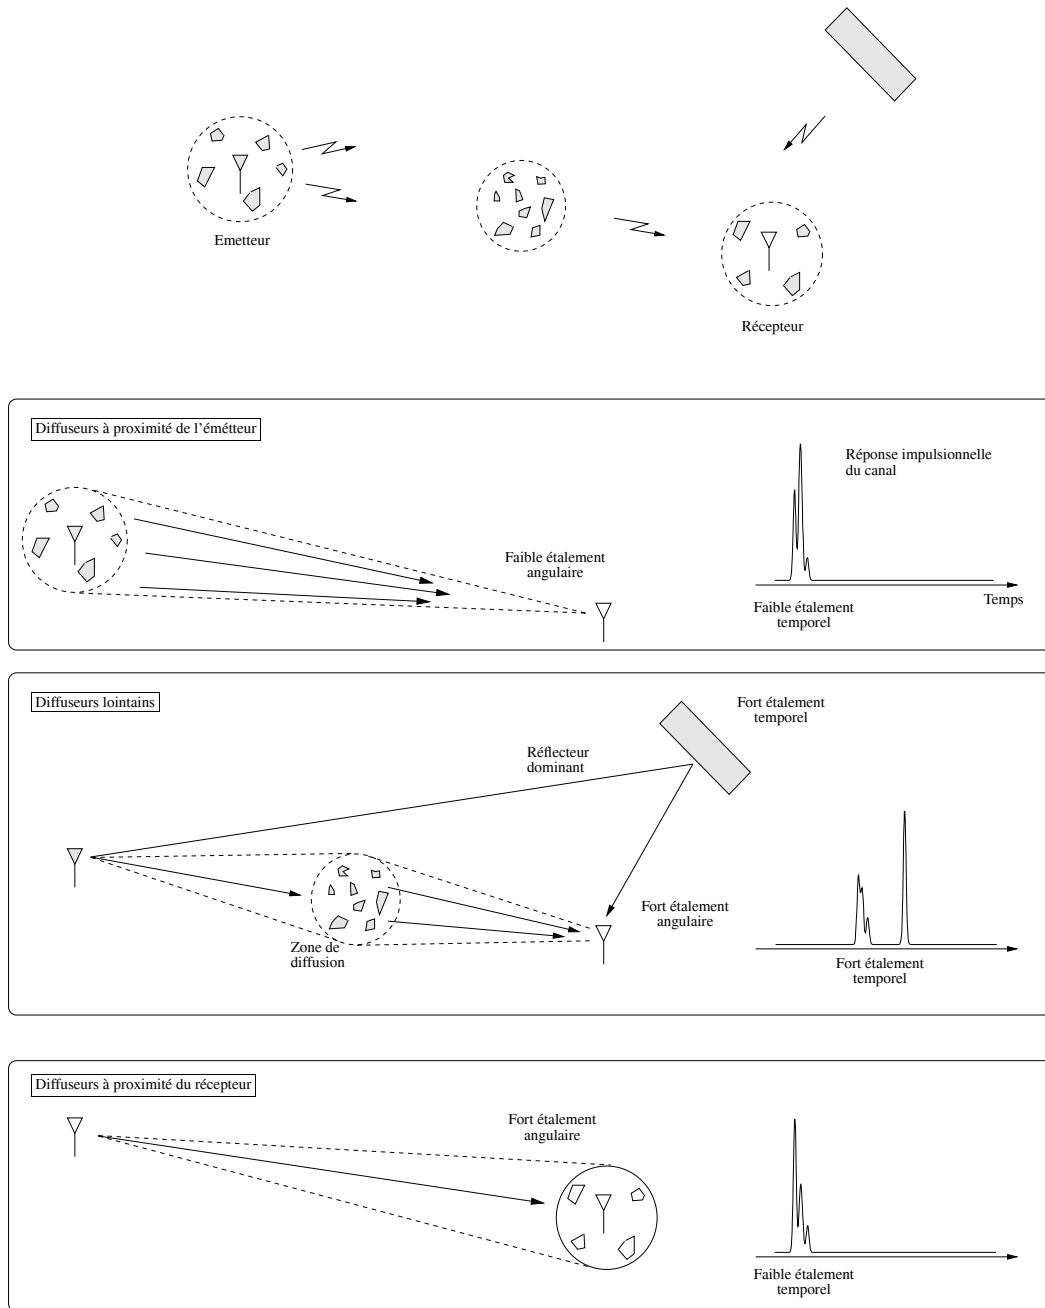 Emetteur
Récepteur
Diffuseurs à proximité de l'émétteur
Réponse impulsionnelle
du canal
Faible étalement
angulaire
Temps
Faible étalement
temporel
Diffuseurs lointains
Fort étalement
temporel
Réflecteur
dominant
Fort étalement
angulaire
Zone de
diffusion
Fort étalement
temporel
Diffuseurs à proximité du récepteur
Fort étalement
angulaire
Faible étalement
temporel